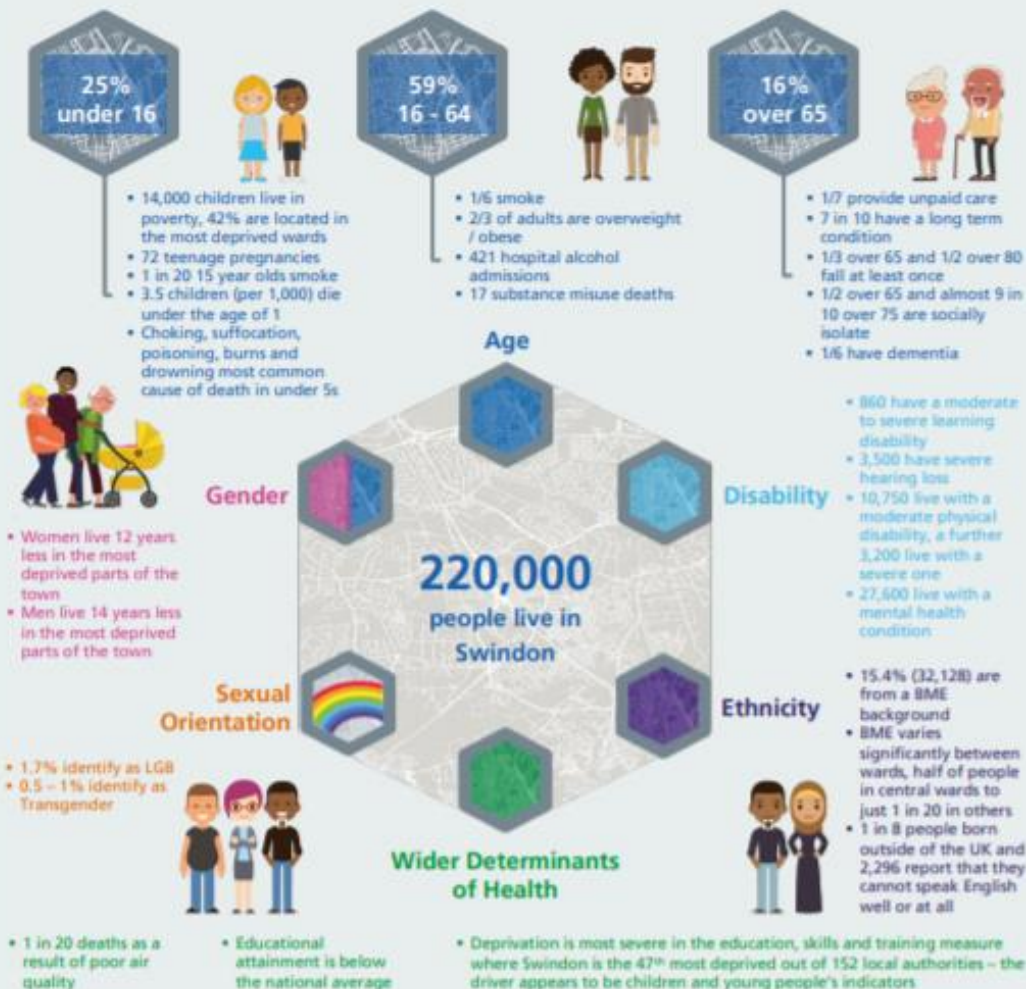 25%
under 16
59%
16 - 64
16%
over 65
• 14,000 children live in
poverty, 42% are located in
the most deprived wards
• 72 teenage pregnancies
• 1 in 20 15 year olds smoke
• 3.5 children (per 1,000) die
under the age of 1
• Choking, suffocation,
poisoning, burns and
drowning most common
cause of death in under 5s
• 1/6 smoke
• 2/3 of adults are overweight
/ obese
• 421 hospital alcohol
admissions
• 17 substance misuse deaths
• 1/7 provide unpaid care
• 7 in 10 have a long term
condition
• 1/3 over 65 and 1/2 over 80
fall at least once
• 1/2 over 65 and almost 9 in
10 over 75 are socially
isolate
• 1/6 have dementia
Age
Gender
• Women live 12 years
less in the most
deprived parts of the
town
• Men live 14 years less
in the most deprived
parts of the town
Disability
• 860 have a moderate
to severe learning
disability
• 3,500 have severe
hearing loss
• 10,750 live with a
moderate physical
disability, a further
3,200 live with a
severe one
• 27,600 live with a
mental health
condition
220,000
people live in
Swindon
Sexual
Orientation
• 1.7% identify as LGB
• 0.5 – 1% identify as
Transgender
Ethnicity
• 15.4% (32,128) are
from a BME
background
• BME varies
significantly between
wards, half of people
in central wards to
just 1 in 20 in others
• 1 in 8 people born
outside of the UK and
2,296 report that they
cannot speak English
well or at all
Wider Determinants
of Health
• 1 in 20 deaths as a
result of poor air
quality
• Educational
attainment is below
the national average
• Deprivation is most severe in the education, skills and training measure
where Swindon is the 47th most deprived out of 152 local authorities – the
driver appears to be children and young people's indicators